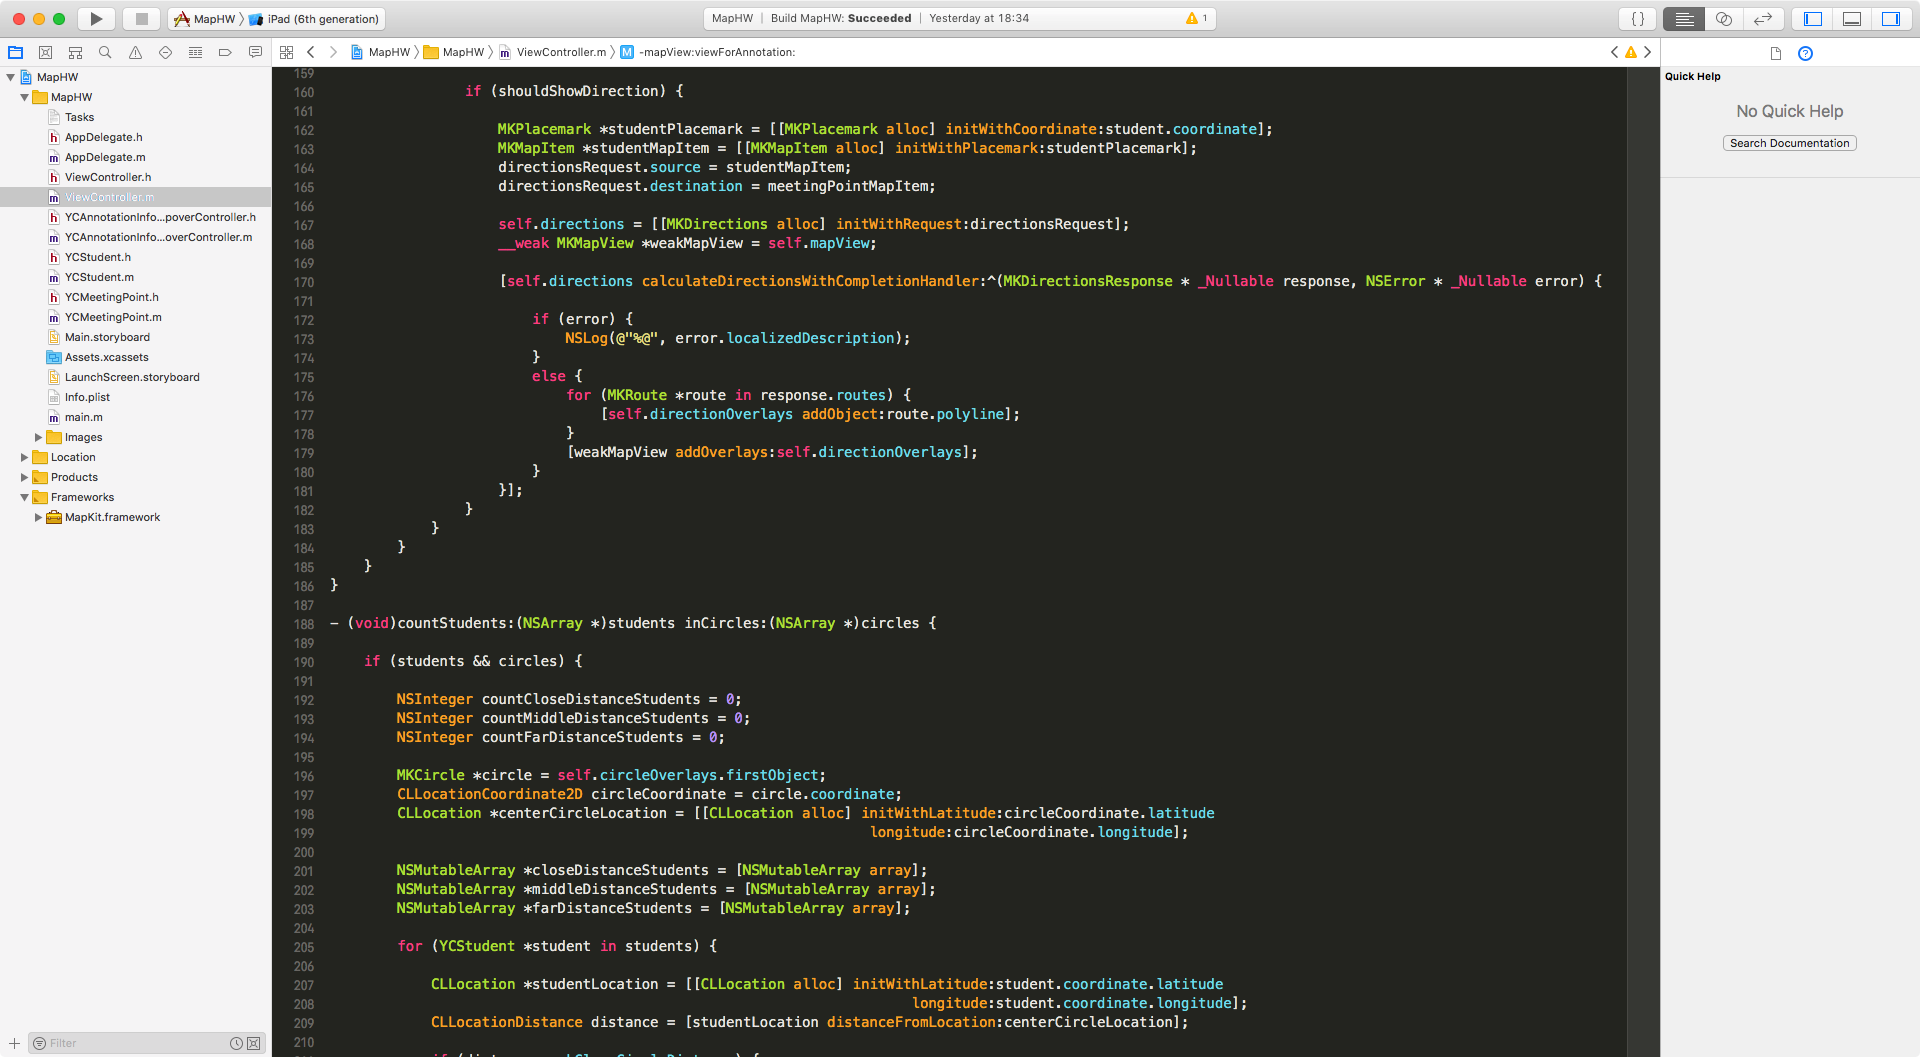 MapHW iPad (6th generation)
MapHW Build MapHW: Succeeded Yesterday at 18:34 1
{}
MapHW MapHW ViewController.m -mapView:viewForAnnotation:
MapHW
MapHW
Tasks
AppDelegate.h
AppDelegate.m
ViewController.h
ViewController.m
YCAnnotationInfo...poverController.h
YCAnnotationInfo...overController.m
YCStudent.h
YCStudent.m
YCMeetingPoint.h
YCMeetingPoint.m
Main.storyboard
Assets.xcassets
LaunchScreen.storyboard
Info.plist
main.m
Images
Location
Products
Frameworks
MapKit.framework
Filter
159
160 if (shouldShowDirection) {
161
162 MKPlacemark *studentPlacemark = [[MKPlacemark alloc] initWithCoordinate:student.coordinate];
163 MKMapItem *studentMapItem = [[MKMapItem alloc] initWithPlacemark:studentPlacemark];
164 directionsRequest.source = studentMapItem;
165 directionsRequest.destination = meetingPointMapItem;
166
167 self.directions = [[MKDirections alloc] initWithRequest:directionsRequest];
168 __weak MKMapView *weakMapView = self.mapView;
169
170 [self.directions calculateDirectionsWithCompletionHandler:^(MKDirectionsResponse * _Nullable response, NSError * _Nullable error) {
171
172 if (error) {
173 NSLog(@"%@", error.localizedDescription);
174 }
175 else {
176 for (MKRoute *route in response.routes) {
177 [self.directionOverlays addObject:route.polyline];
178 }
179 [weakMapView addOverlays:self.directionOverlays];
180 }
181 }];
182 }
183 }
184 }
185 }
186 }
187
188 - (void)countStudents:(NSArray *)students inCircles:(NSArray *)circles {
189
190 if (students && circles) {
191
192 NSInteger countCloseDistanceStudents = 0;
193 NSInteger countMiddleDistanceStudents = 0;
194 NSInteger countFarDistanceStudents = 0;
195
196 MKCircle *circle = self.circleOverlays.firstObject;
197 CLLocationCoordinate2D circleCoordinate = circle.coordinate;
198 CLLocation *centerCircleLocation = [[CLLocation alloc] initWithLatitude:circleCoordinate.latitude
199 longitude:circleCoordinate.longitude];
200
201 NSMutableArray *closeDistanceStudents = [NSMutableArray array];
202 NSMutableArray *middleDistanceStudents = [NSMutableArray array];
203 NSMutableArray *farDistanceStudents = [NSMutableArray array];
204
205 for (YCStudent *student in students) {
206
207 CLLocation *studentLocation = [[CLLocation alloc] initWithLatitude:student.coordinate.latitude
208 longitude:student.coordinate.longitude];
209 CLLocationDistance distance = [studentLocation distanceFromLocation:centerCircleLocation];
210
Quick Help
No Quick Help
Search Documentation